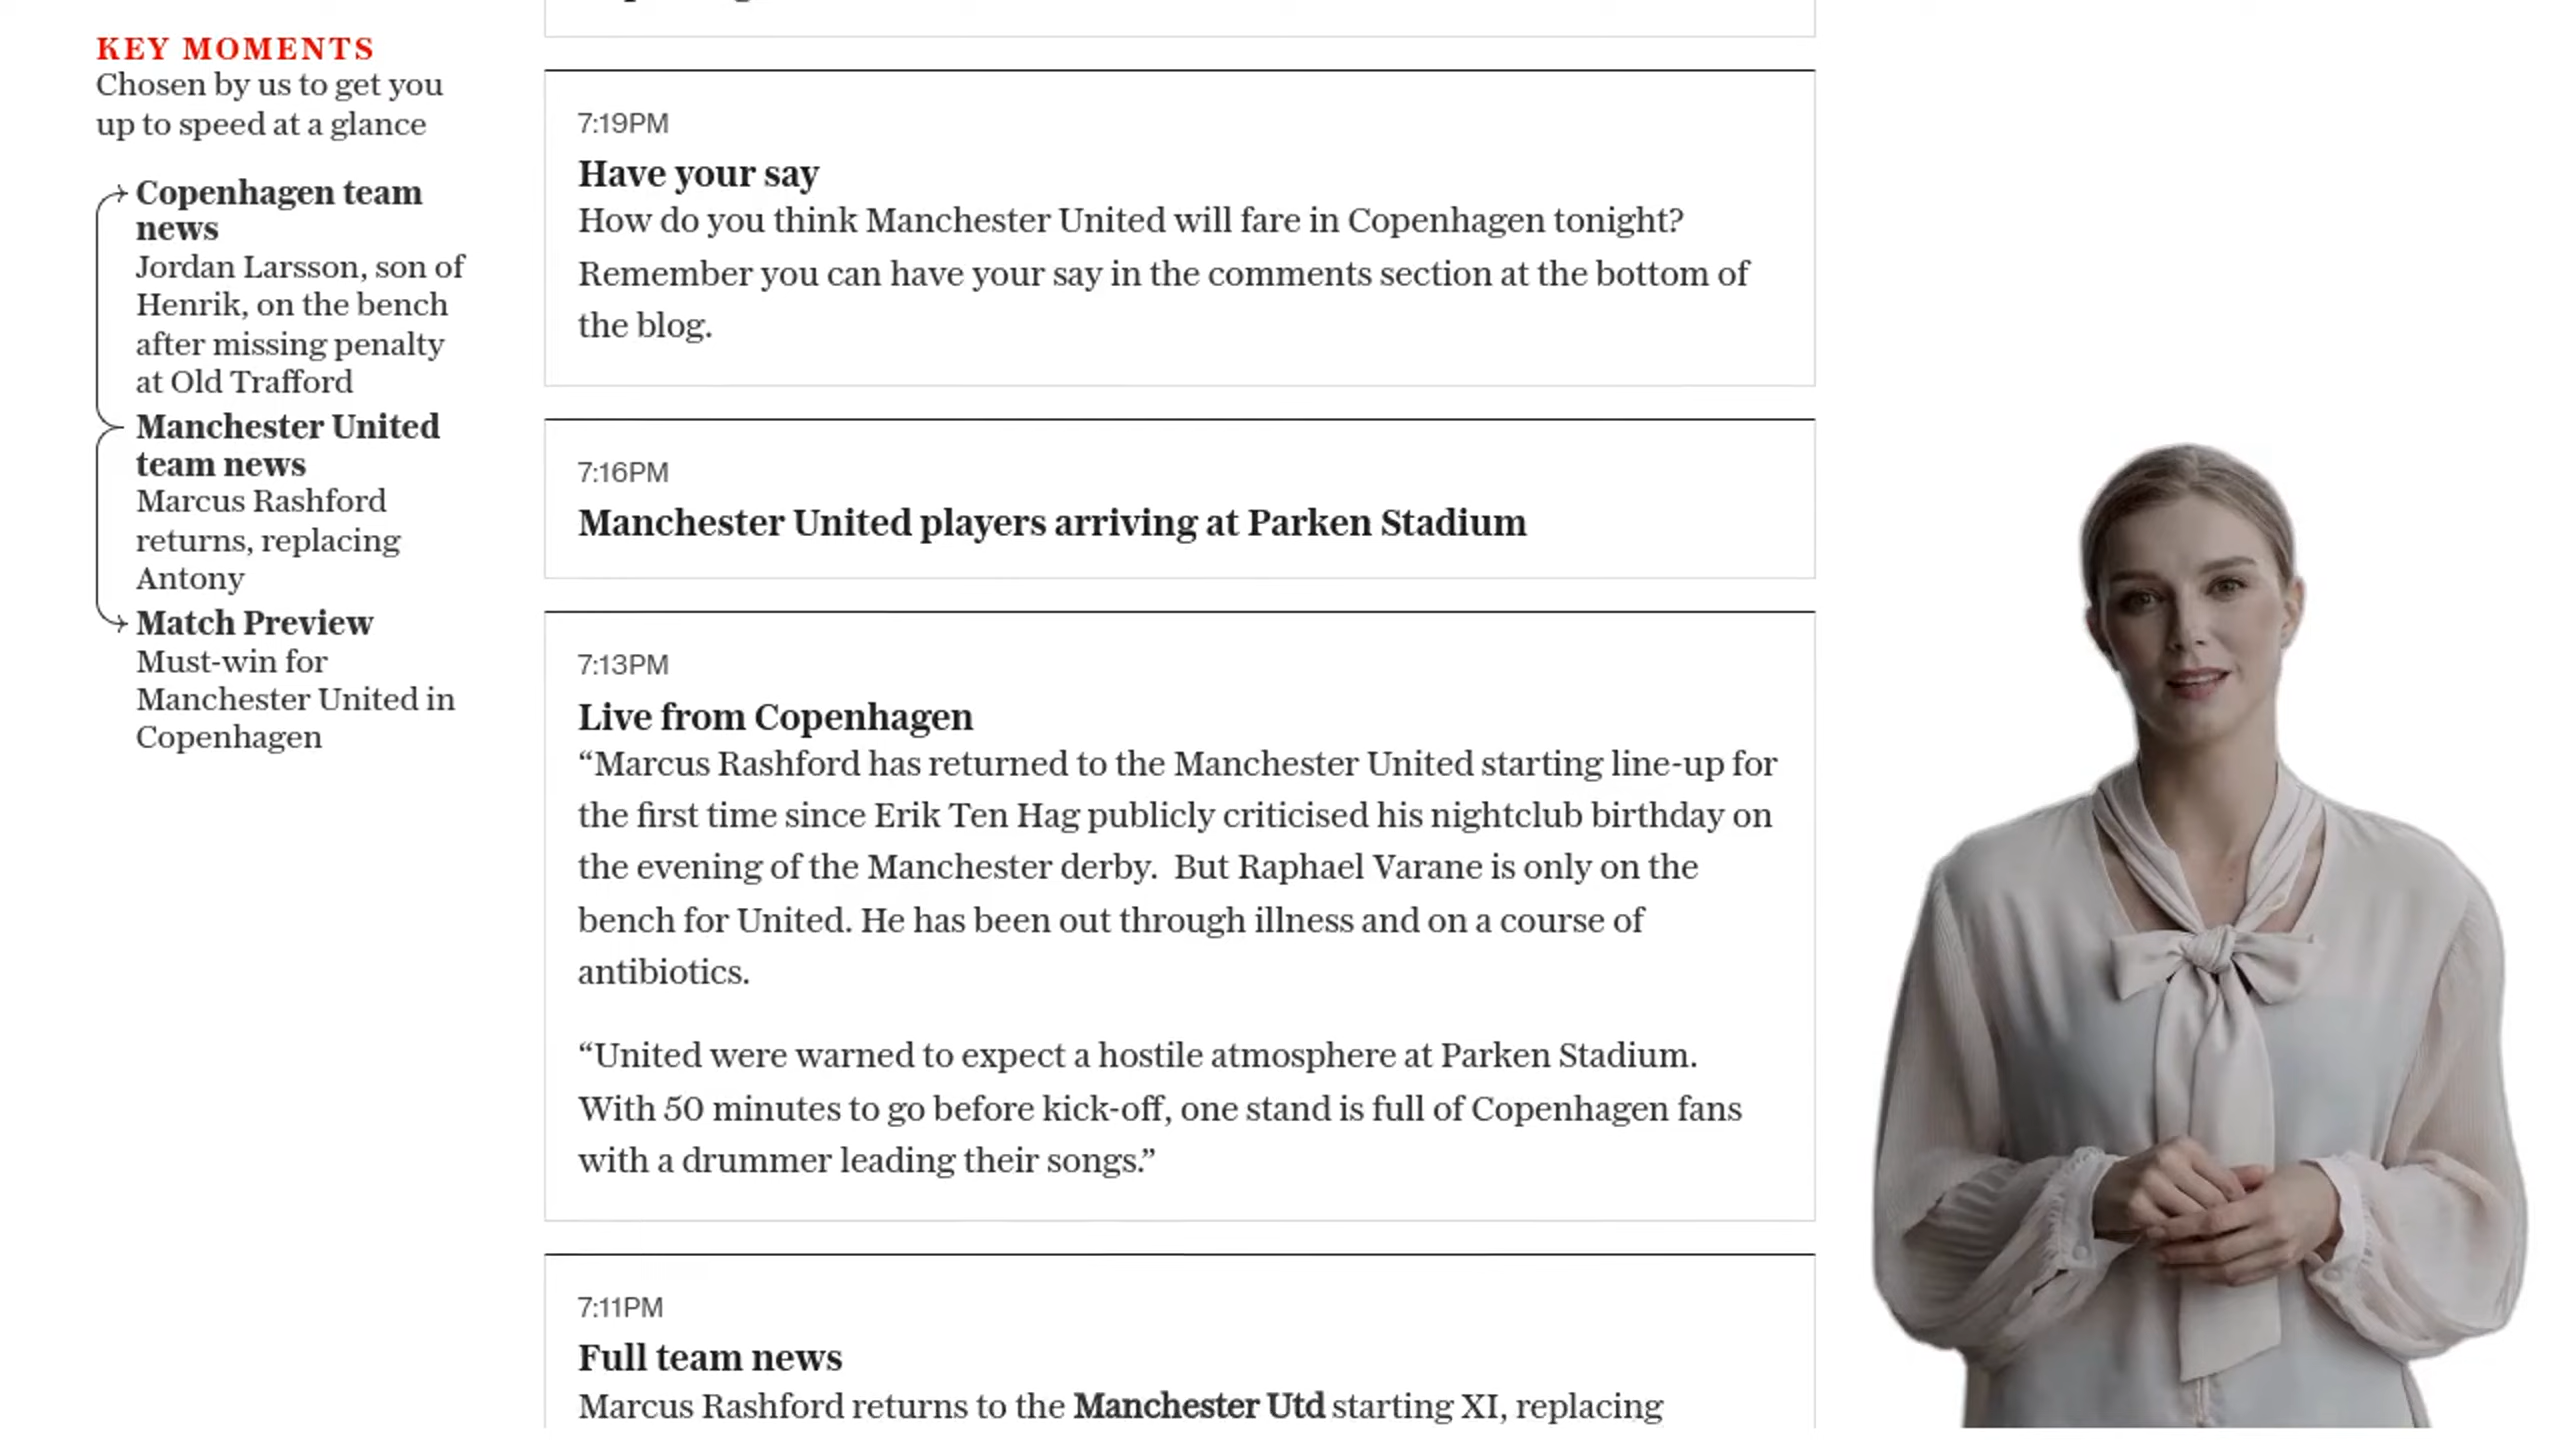 KEY MOMENTS
Chosen by us to get you
up to speed at a glance
Copenhagen team
news
Jordan Larsson, son of
Henrik, on the bench
after missing penalty
at Old Trafford
Manchester United
team news
Marcus Rashford
returns, replacing
Antony
Match Preview
Must-win for
Manchester United in
Copenhagen
7:19PM
Have your say
How do you think Manchester United will fare in Copenhagen tonight?
Remember you can have your say in the comments section at the bottom of
the blog.
7:16PM
Manchester United players arriving at Parken Stadium
7:13PM
Live from Copenhagen
“Marcus Rashford has returned to the Manchester United starting line-up for
the first time since Erik Ten Hag publicly criticised his nightclub birthday on
the evening of the Manchester derby.  But Raphael Varane is only on the
bench for United. He has been out through illness and on a course of
antibiotics.
“United were warned to expect a hostile atmosphere at Parken Stadium.
With 50 minutes to go before kick-off, one stand is full of Copenhagen fans
with a drummer leading their songs.”
7:11PM
Full team news
Marcus Rashford returns to the Manchester Utd starting XI, replacing